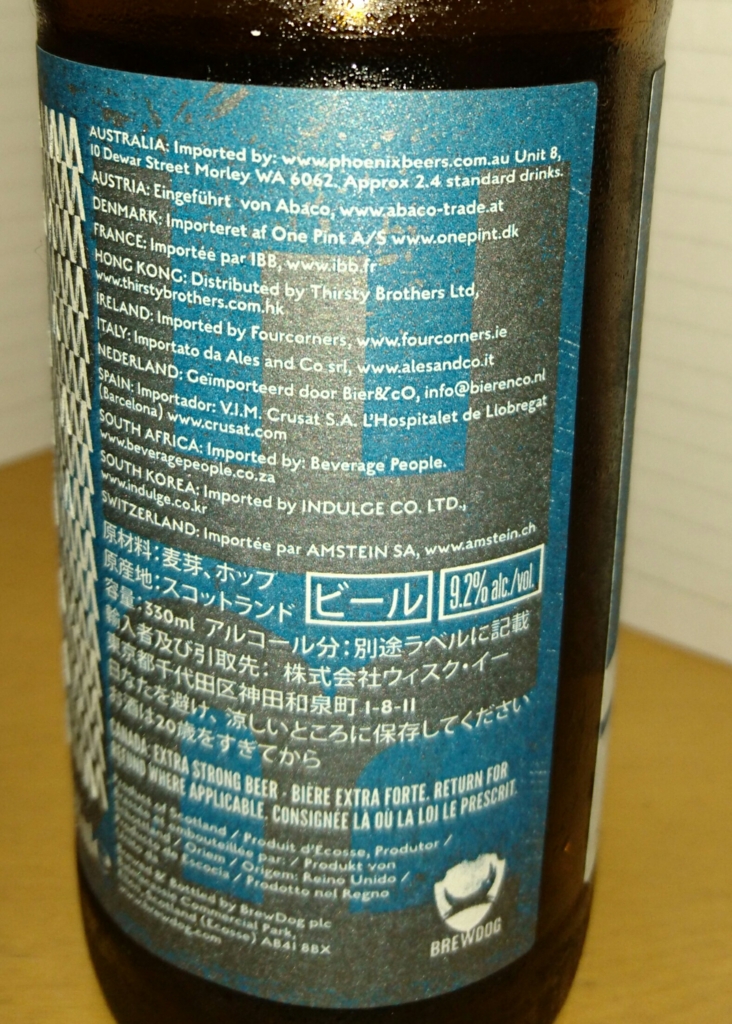 AUSTRALIA: Imported by: www.phoenixbeers.com.au Unit 8,
10 Dewar Street Morley WA 6062. Approx 2.4 standard drinks.
AUSTRIA: Eingeführt von Abaco, www.abaco-trade.at
DENMARK: Importeret af One Pint A/S www.onepint.dk
FRANCE: Importée par IBB, www.ibb.fr
HONG KONG: Distributed by Thirsty Brothers Ltd,
www.thirstybrothers.com.hk
IRELAND: Imported by Fourcorners, www.fourcorners.ie
ITALY: Importato da Ales and Co srl, www.alesandco.it
NEDERLAND: Geïmporteerd door Bier&cO, info@bierenco.nl
SPAIN: Importador: V.I.M. Crusat S.A. L'Hospitalet de Llobregat
(Barcelona) www.crusat.com
SOUTH AFRICA: Imported by: Beverage People.
www.beveragepeople.co.za
SOUTH KOREA: Imported by INDULGE CO. LTD.,
www.indulge.co.kr
SWITZERLAND: Importée par AMSTEIN SA, www.amstein.ch
原材料：麦芽、ホップ
原産地：スコットランド
ビール
9.2% alc./vol.
容量：330ml アルコール分：別途ラベルに記載
輸入者及び引取先： 株式会社ウィスク・イー
東京都千代田区神田和泉町 1-8-11
日なたを避け、涼しいところに保存してください
お酒は20歳をすぎてから
CANADA: EXTRA STRONG BEER - BIÈRE EXTRA FORTE. RETURN FOR
REFUND WHERE APPLICABLE. CONSIGNÉE LÀ OÙ LA LOI LE PRESCRIT.
Product of Scotland / Produit d'Ecosse, Produtor /
et embouteillée par: / Produkt von
/ Oriem / Origem: Reino Unido /
de Escocia / Prodotto nel Regno
& Bottled by BrewDog plc
Commercial Park,
Scotland (Ecosse) AB41 8BX
BREWDOG